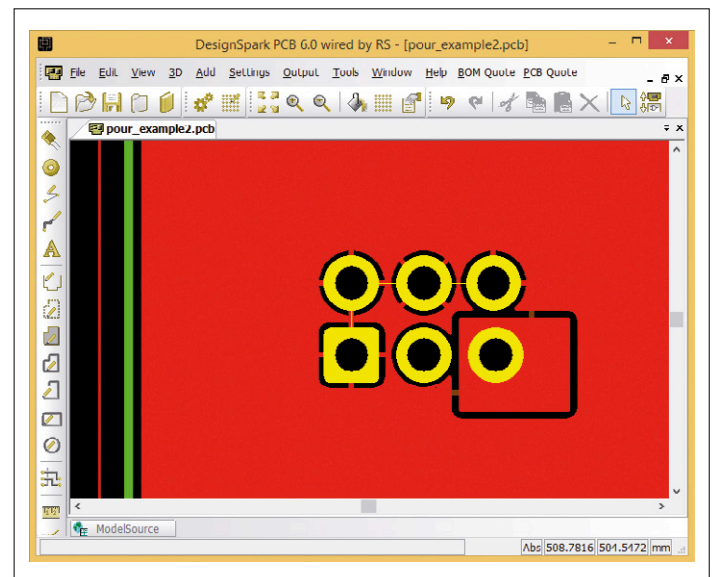 DesignSpark PCB 6.0 wired by RS - [pour_example2.pcb]
File Edit View 3D Add Settings Output Tools Window Help BOM Quote PCB Quote
pour_example2.pcb
ModelSource
Abs 508.7816 501.5172 mm